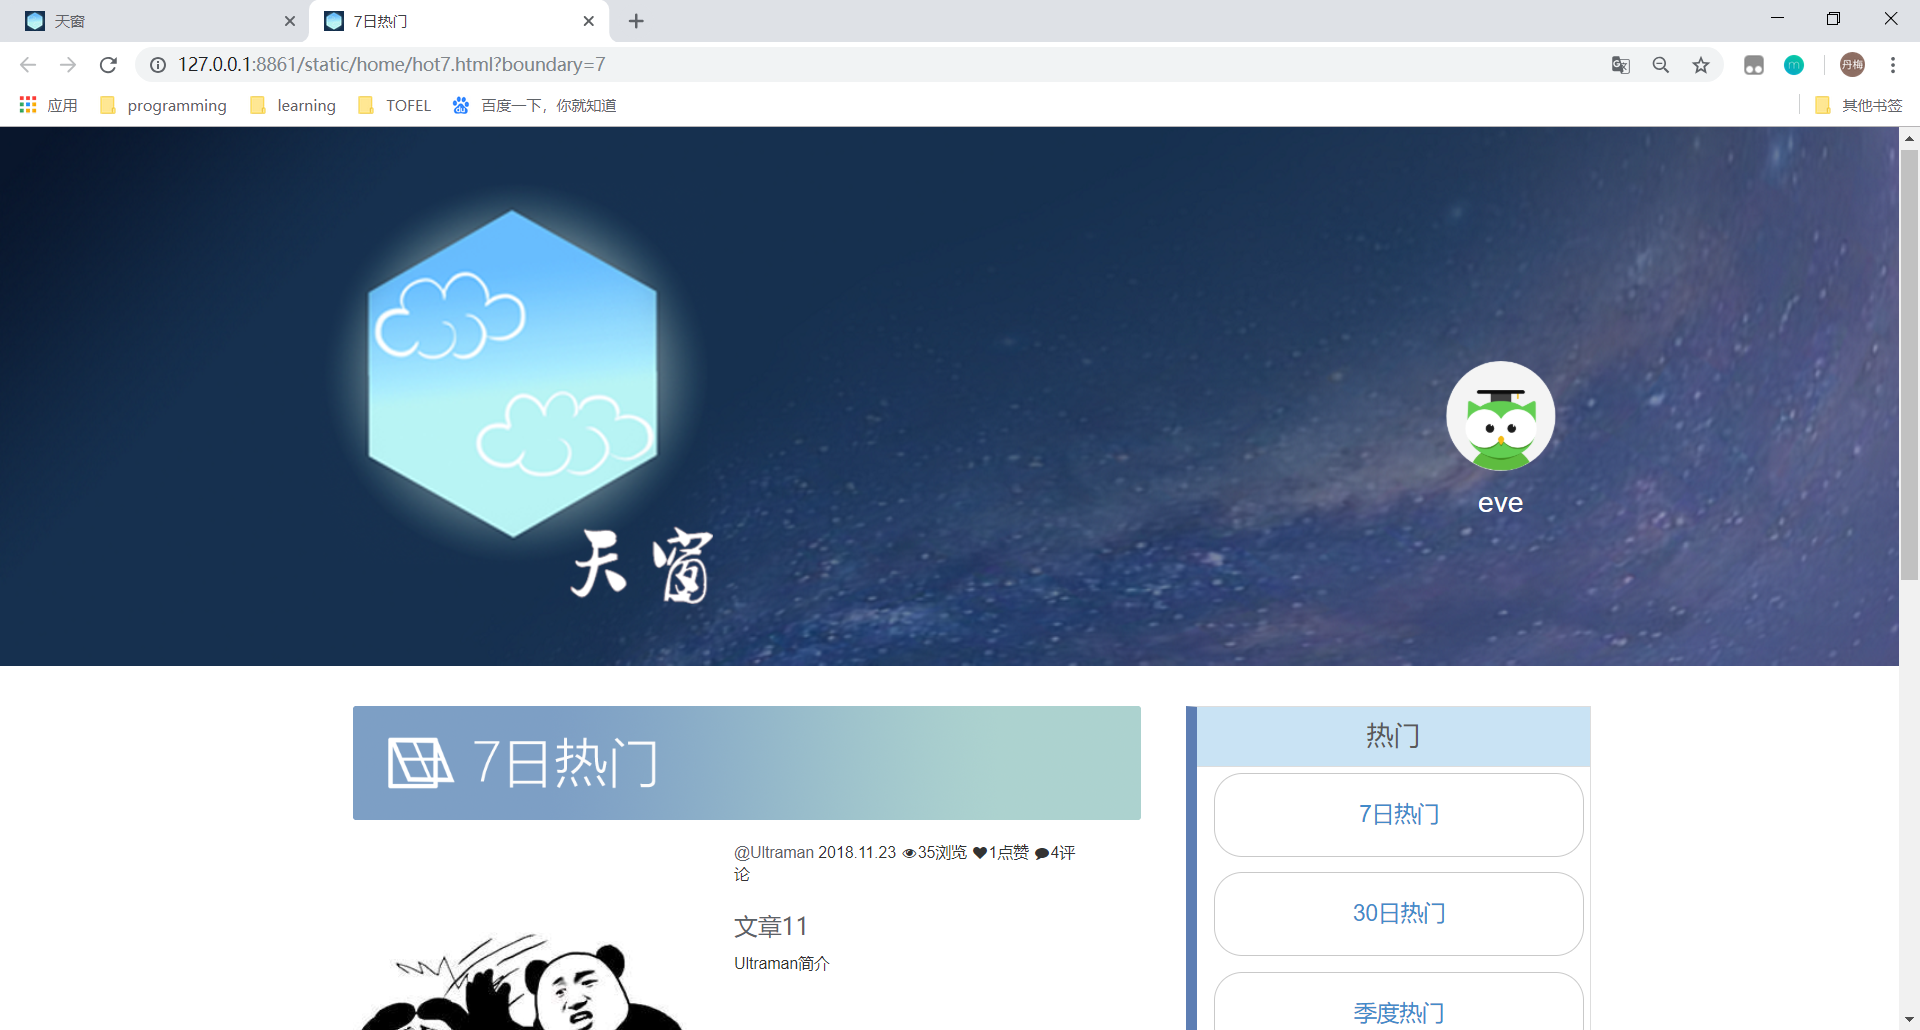 天窗
7日热门
127.0.0.1:8861/static/home/hot7.html?boundary=7
丹梅
应用
programming
learning
TOFEL
百度一下，你就知道
其他书签
天窗
eve
7日热门
@Ultraman 2018.11.23 35浏览 1点赞 4评
论
文章11
Ultraman简介
热门
7日热门
30日热门
季度热门